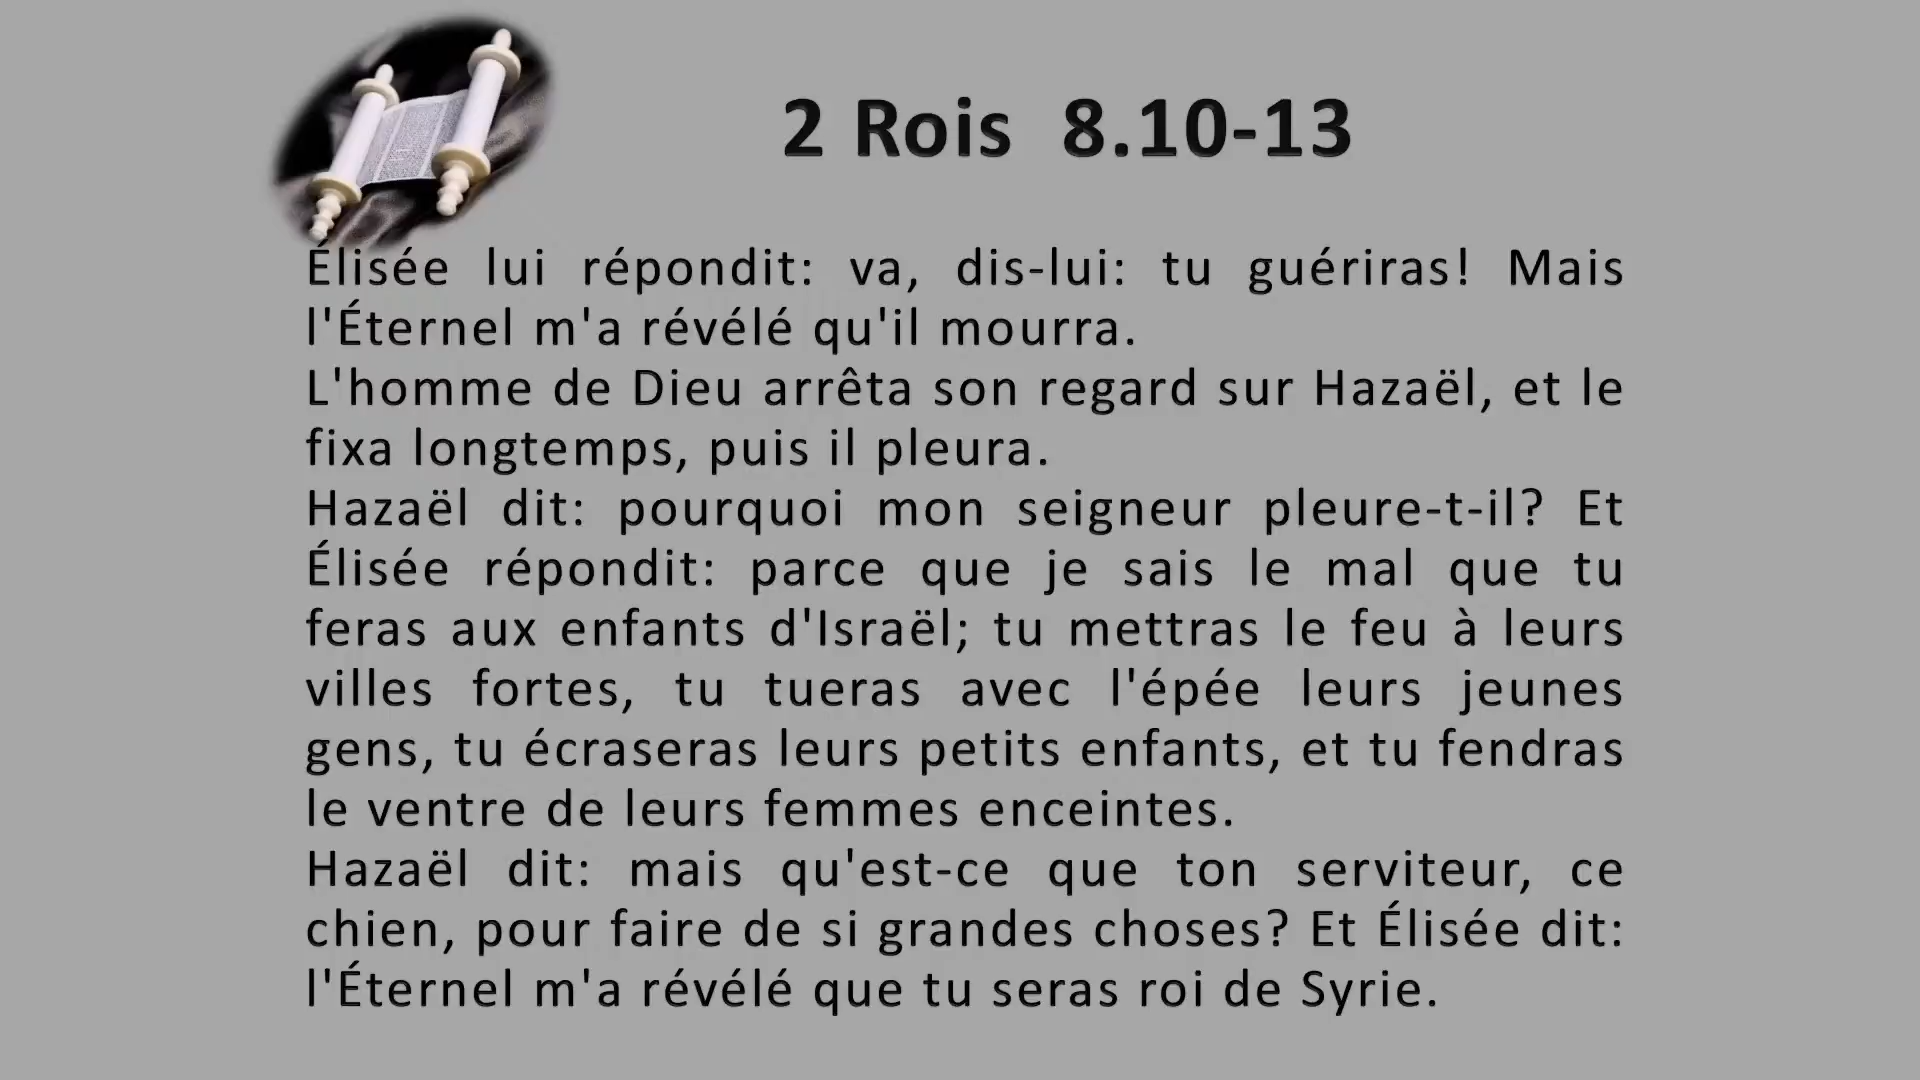 2 Rois 8.10-13
Élisée lui répondit: va, dis-lui: tu guériras! Mais
l'Éternel m'a révélé qu'il mourra.
L'homme de Dieu arrêta son regard sur Hazaël, et le
fixa longtemps, puis il pleura.
Hazaël dit: pourquoi mon seigneur pleure-t-il? Et
Élisée répondit: parce que je sais le mal que tu
feras aux enfants d'Israël; tu mettras le feu à leurs
villes fortes, tu tueras avec l'épée leurs jeunes
gens, tu écraseras leurs petits enfants, et tu fendras
le ventre de leurs femmes enceintes.
Hazaël dit: mais qu'est-ce que ton serviteur, ce
chien, pour faire de si grandes choses? Et Élisée dit:
l'Éternel m'a révélé que tu seras roi de Syrie.